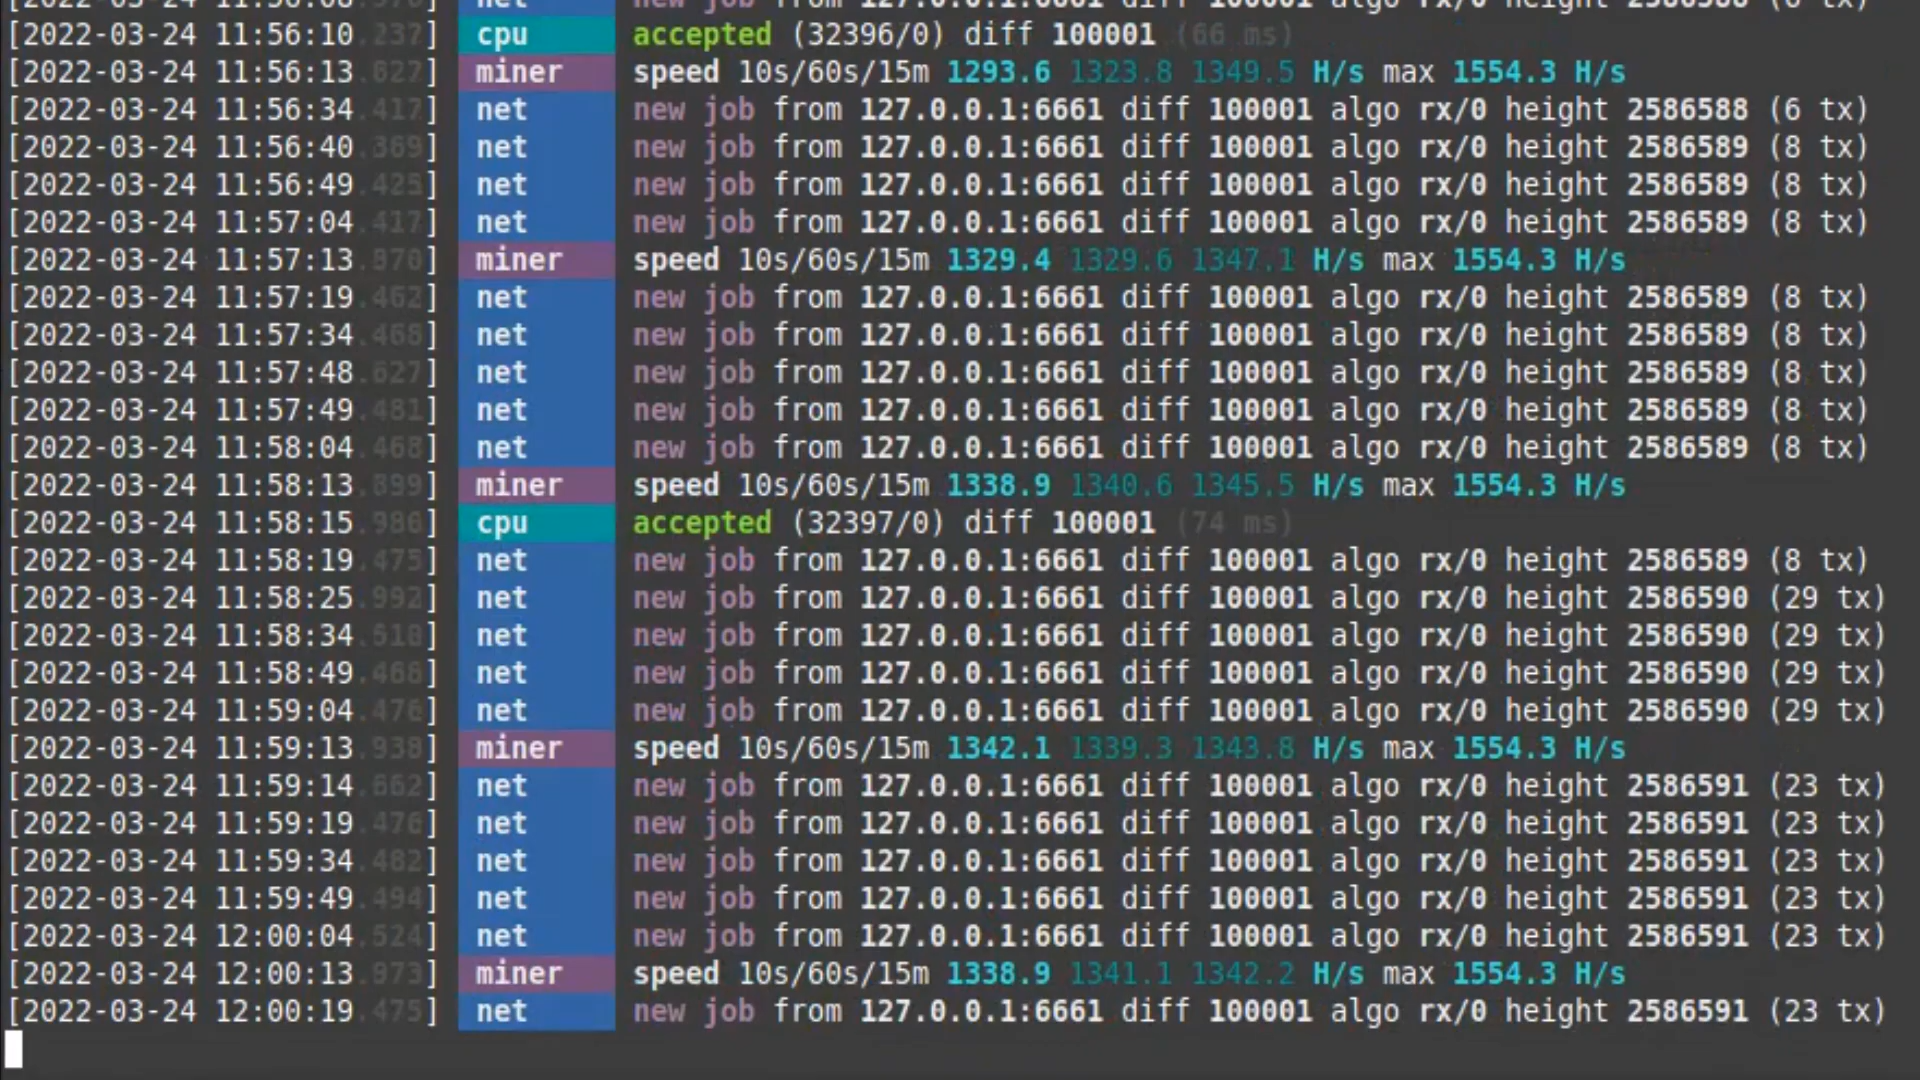 [2022-03-24 11:56:10.237] cpu accepted (32396/0) diff 100001 (66 ms)
[2022-03-24 11:56:13.627] miner speed 10s/60s/15m 1293.6 1323.8 1349.5 H/s max 1554.3 H/s
[2022-03-24 11:56:34.417] net new job from 127.0.0.1:6661 diff 100001 algo rx/0 height 2586588 (6 tx)
[2022-03-24 11:56:40.369] net new job from 127.0.0.1:6661 diff 100001 algo rx/0 height 2586589 (8 tx)
[2022-03-24 11:56:49.425] net new job from 127.0.0.1:6661 diff 100001 algo rx/0 height 2586589 (8 tx)
[2022-03-24 11:57:04.417] net new job from 127.0.0.1:6661 diff 100001 algo rx/0 height 2586589 (8 tx)
[2022-03-24 11:57:13.870] miner speed 10s/60s/15m 1329.4 1329.6 1347.1 H/s max 1554.3 H/s
[2022-03-24 11:57:19.462] net new job from 127.0.0.1:6661 diff 100001 algo rx/0 height 2586589 (8 tx)
[2022-03-24 11:57:34.468] net new job from 127.0.0.1:6661 diff 100001 algo rx/0 height 2586589 (8 tx)
[2022-03-24 11:57:48.627] net new job from 127.0.0.1:6661 diff 100001 algo rx/0 height 2586589 (8 tx)
[2022-03-24 11:57:49.481] net new job from 127.0.0.1:6661 diff 100001 algo rx/0 height 2586589 (8 tx)
[2022-03-24 11:58:04.468] net new job from 127.0.0.1:6661 diff 100001 algo rx/0 height 2586589 (8 tx)
[2022-03-24 11:58:13.899] miner speed 10s/60s/15m 1338.9 1340.6 1345.5 H/s max 1554.3 H/s
[2022-03-24 11:58:15.986] cpu accepted (32397/0) diff 100001 (74 ms)
[2022-03-24 11:58:19.475] net new job from 127.0.0.1:6661 diff 100001 algo rx/0 height 2586589 (8 tx)
[2022-03-24 11:58:25.992] net new job from 127.0.0.1:6661 diff 100001 algo rx/0 height 2586590 (29 tx)
[2022-03-24 11:58:34.510] net new job from 127.0.0.1:6661 diff 100001 algo rx/0 height 2586590 (29 tx)
[2022-03-24 11:58:49.468] net new job from 127.0.0.1:6661 diff 100001 algo rx/0 height 2586590 (29 tx)
[2022-03-24 11:59:04.476] net new job from 127.0.0.1:6661 diff 100001 algo rx/0 height 2586590 (29 tx)
[2022-03-24 11:59:13.938] miner speed 10s/60s/15m 1342.1 1339.3 1343.8 H/s max 1554.3 H/s
[2022-03-24 11:59:14.662] net new job from 127.0.0.1:6661 diff 100001 algo rx/0 height 2586591 (23 tx)
[2022-03-24 11:59:19.476] net new job from 127.0.0.1:6661 diff 100001 algo rx/0 height 2586591 (23 tx)
[2022-03-24 11:59:34.482] net new job from 127.0.0.1:6661 diff 100001 algo rx/0 height 2586591 (23 tx)
[2022-03-24 11:59:49.494] net new job from 127.0.0.1:6661 diff 100001 algo rx/0 height 2586591 (23 tx)
[2022-03-24 12:00:04.524] net new job from 127.0.0.1:6661 diff 100001 algo rx/0 height 2586591 (23 tx)
[2022-03-24 12:00:13.973] miner speed 10s/60s/15m 1338.9 1341.1 1342.2 H/s max 1554.3 H/s
[2022-03-24 12:00:19.475] net new job from 127.0.0.1:6661 diff 100001 algo rx/0 height 2586591 (23 tx)